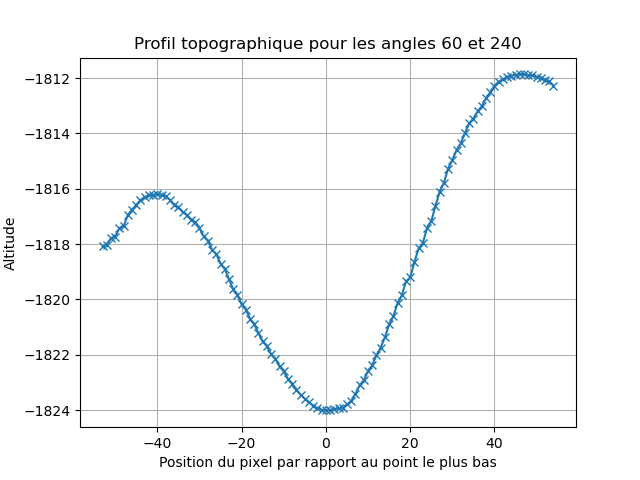 Profil topographique pour les angles 60 et 240
Altitude
−1812
−1814
−1816
−1818
−1820
−1822
−1824
−40 −20 0 20 40
Position du pixel par rapport au point le plus bas